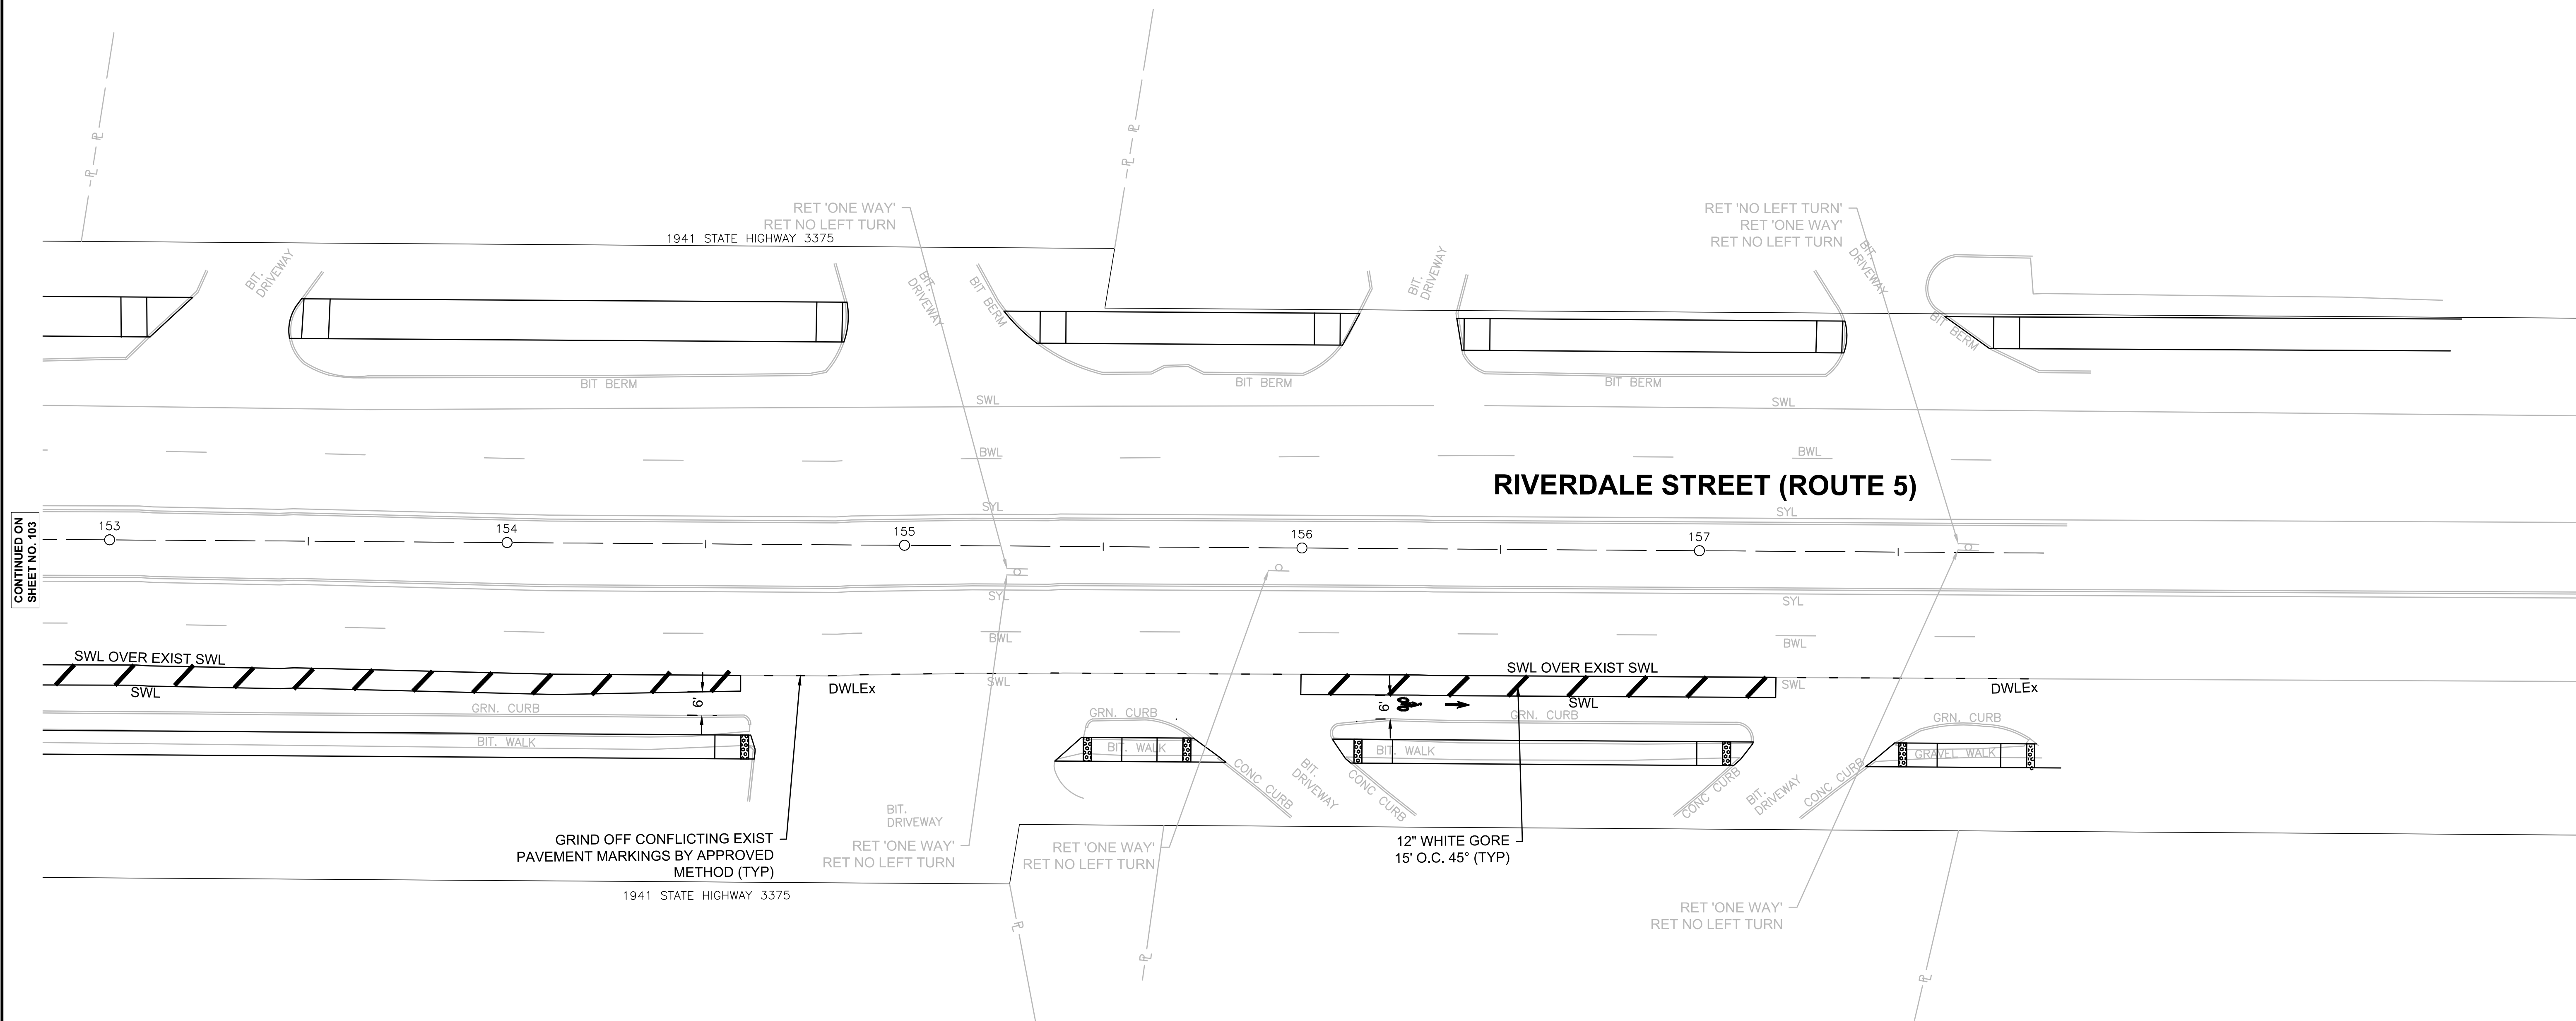 PL
PL
PL
PL
RET 'ONE WAY'
RET NO LEFT TURN
RET 'NO LEFT TURN'
RET 'ONE WAY'
RET NO LEFT TURN
1941 STATE HIGHWAY 3375
BIT.
DRIVEWAY
BIT.
DRIVEWAY
BIT BERM
BIT.
DRIVEWAY
BIT.
DRIVEWAY
BIT BERM
BIT BERM
BIT BERM
BIT BERM
SWL
SWL
BWL
BWL
RIVERDALE STREET (ROUTE 5)
SYL
SYL
CONTINUED ON
SHEET NO. 103
153
154
155
156
157
SYL
SYL
BWL
BWL
SWL OVER EXIST SWL
SWL
DWLEx
SWL
SWL OVER EXIST SWL
SWL
SWL
DWLEx
6'
6'
GRN. CURB
GRN. CURB
GRN. CURB
GRN. CURB
BIT. WALK
BIT. WALK
BIT. WALK
GRAVEL WALK
CONC CURB
BIT.
DRIVEWAY
CONC CURB
CONC CURB
BIT.
DRIVEWAY
CONC CURB
BIT.
DRIVEWAY
GRIND OFF CONFLICTING EXIST
PAVEMENT MARKINGS BY APPROVED
METHOD (TYP)
RET 'ONE WAY'
RET NO LEFT TURN
RET 'ONE WAY'
RET NO LEFT TURN
12" WHITE GORE
15' O.C. 45° (TYP)
1941 STATE HIGHWAY 3375
RET 'ONE WAY'
RET NO LEFT TURN
PL
PL
PL